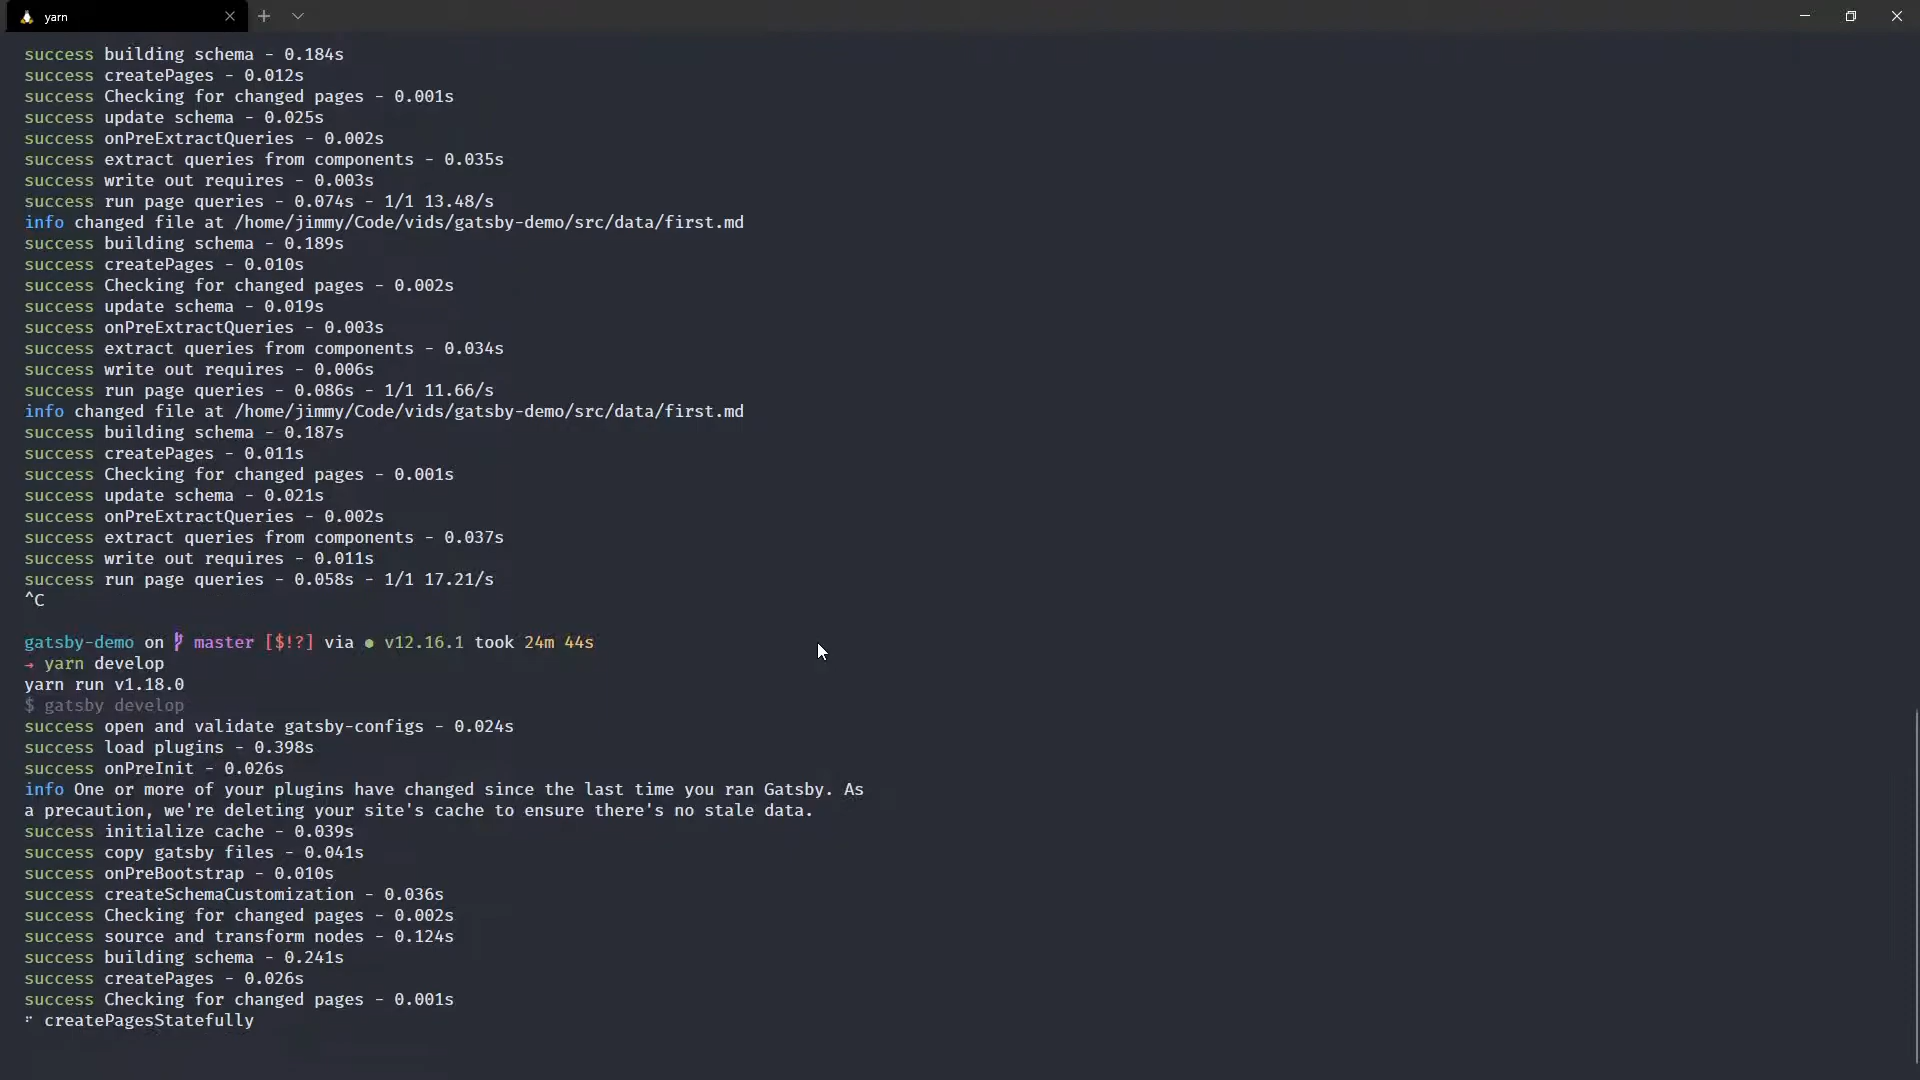 yarn
success building schema - 0.184s
success createPages - 0.012s
success Checking for changed pages - 0.001s
success update schema - 0.025s
success onPreExtractQueries - 0.002s
success extract queries from components - 0.035s
success write out requires - 0.003s
success run page queries - 0.074s - 1/1 13.48/s
info changed file at /home/jimmy/Code/vids/gatsby-demo/src/data/first.md
success building schema - 0.189s
success createPages - 0.010s
success Checking for changed pages - 0.002s
success update schema - 0.019s
success onPreExtractQueries - 0.003s
success extract queries from components - 0.034s
success write out requires - 0.006s
success run page queries - 0.086s - 1/1 11.66/s
info changed file at /home/jimmy/Code/vids/gatsby-demo/src/data/first.md
success building schema - 0.187s
success createPages - 0.011s
success Checking for changed pages - 0.001s
success update schema - 0.021s
success onPreExtractQueries - 0.002s
success extract queries from components - 0.037s
success write out requires - 0.011s
success run page queries - 0.058s - 1/1 17.21/s
^C
gatsby-demo on master [$!?] via ● v12.16.1 took 24m 44s
→ yarn develop
yarn run v1.18.0
$ gatsby develop
success open and validate gatsby-configs - 0.024s
success load plugins - 0.398s
success onPreInit - 0.026s
info One or more of your plugins have changed since the last time you ran Gatsby. As
a precaution, we're deleting your site's cache to ensure there's no stale data.
success initialize cache - 0.039s
success copy gatsby files - 0.041s
success onPreBootstrap - 0.010s
success createSchemaCustomization - 0.036s
success Checking for changed pages - 0.002s
success source and transform nodes - 0.124s
success building schema - 0.241s
success createPages - 0.026s
success Checking for changed pages - 0.001s
createPagesStatefully